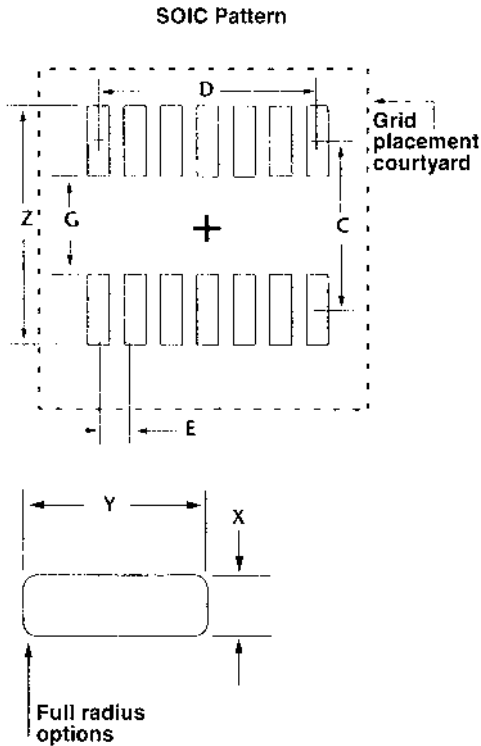 SOIC Pattern
D
Grid
placement
courtyard
Z
G
C
E
Y
X
Full radius
options